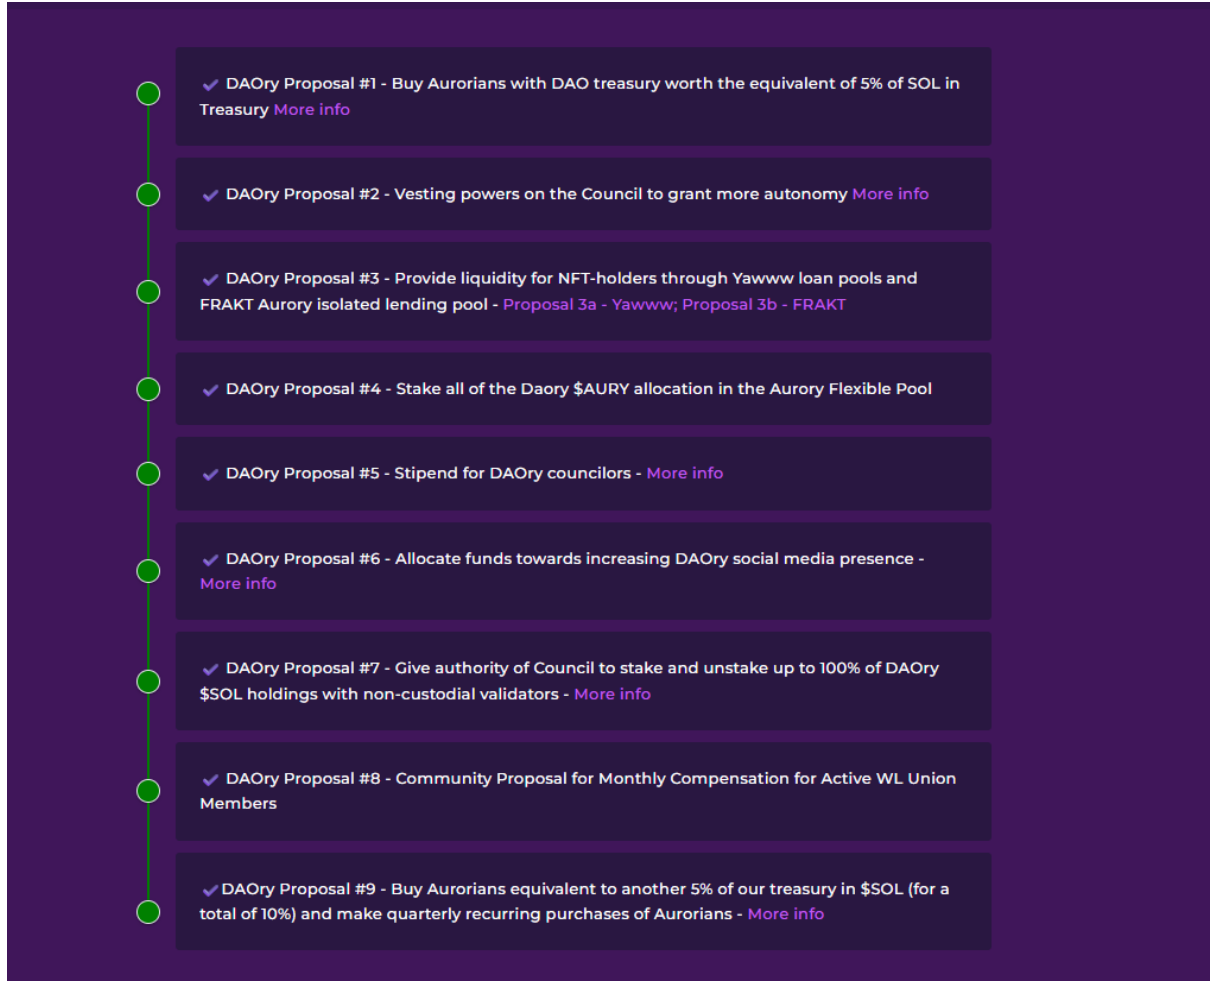 DAOry Proposal #1 - Buy Aurorians with DAO treasury worth the equivalent of 5% of SOL in
Treasury More info
DAOry Proposal #2 - Vesting powers on the Council to grant more autonomy More info
DAOry Proposal #3 - Provide liquidity for NFT-holders through Yawww loan pools and
FRAKT Aurory isolated lending pool - Proposal 3a - Yawww; Proposal 3b - FRAKT
DAOry Proposal #4 - Stake all of the Daory $AURY allocation in the Aurory Flexible Pool
DAOry Proposal #5 - Stipend for DAOry councilors - More info
DAOry Proposal #6 - Allocate funds towards increasing DAOry social media presence -
More info
DAOry Proposal #7 - Give authority of Council to stake and unstake up to 100% of DAOry
$SOL holdings with non-custodial validators - More info
DAOry Proposal #8 - Community Proposal for Monthly Compensation for Active WL Union
Members
DAOry Proposal #9 - Buy Aurorians equivalent to another 5% of our treasury in $SOL (for a
total of 10%) and make quarterly recurring purchases of Aurorians - More info